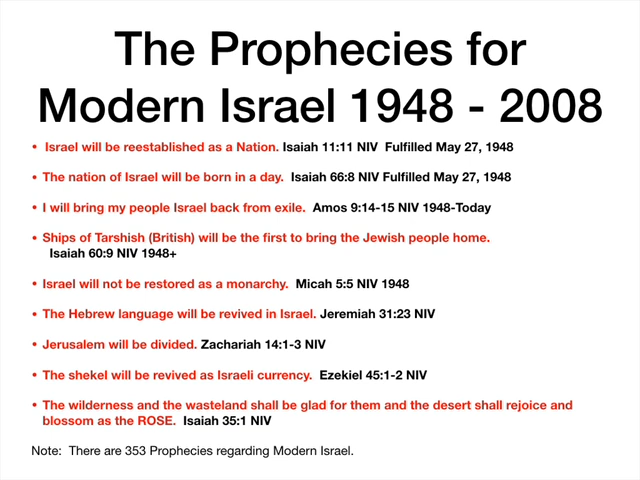 The Prophecies for
Modern Israel 1948 - 2008
• Israel will be reestablished as a Nation. Isaiah 11:11 NIV  Fulfilled May 27, 1948
• The nation of Israel will be born in a day.  Isaiah 66:8 NIV Fulfilled May 27, 1948
• I will bring my people Israel back from exile.  Amos 9:14-15 NIV 1948-Today
• Ships of Tarshish (British) will be the first to bring the Jewish people home.
Isaiah 60:9 NIV 1948+
• Israel will not be restored as a monarchy.  Micah 5:5 NIV 1948
• The Hebrew language will be revived in Israel. Jeremiah 31:23 NIV
• Jerusalem will be divided. Zachariah 14:1-3 NIV
• The shekel will be revived as Israeli currency.  Ezekiel 45:1-2 NIV
• The wilderness and the wasteland shall be glad for them and the desert shall rejoice and
blossom as the ROSE.  Isaiah 35:1 NIV
Note:  There are 353 Prophecies regarding Modern Israel.